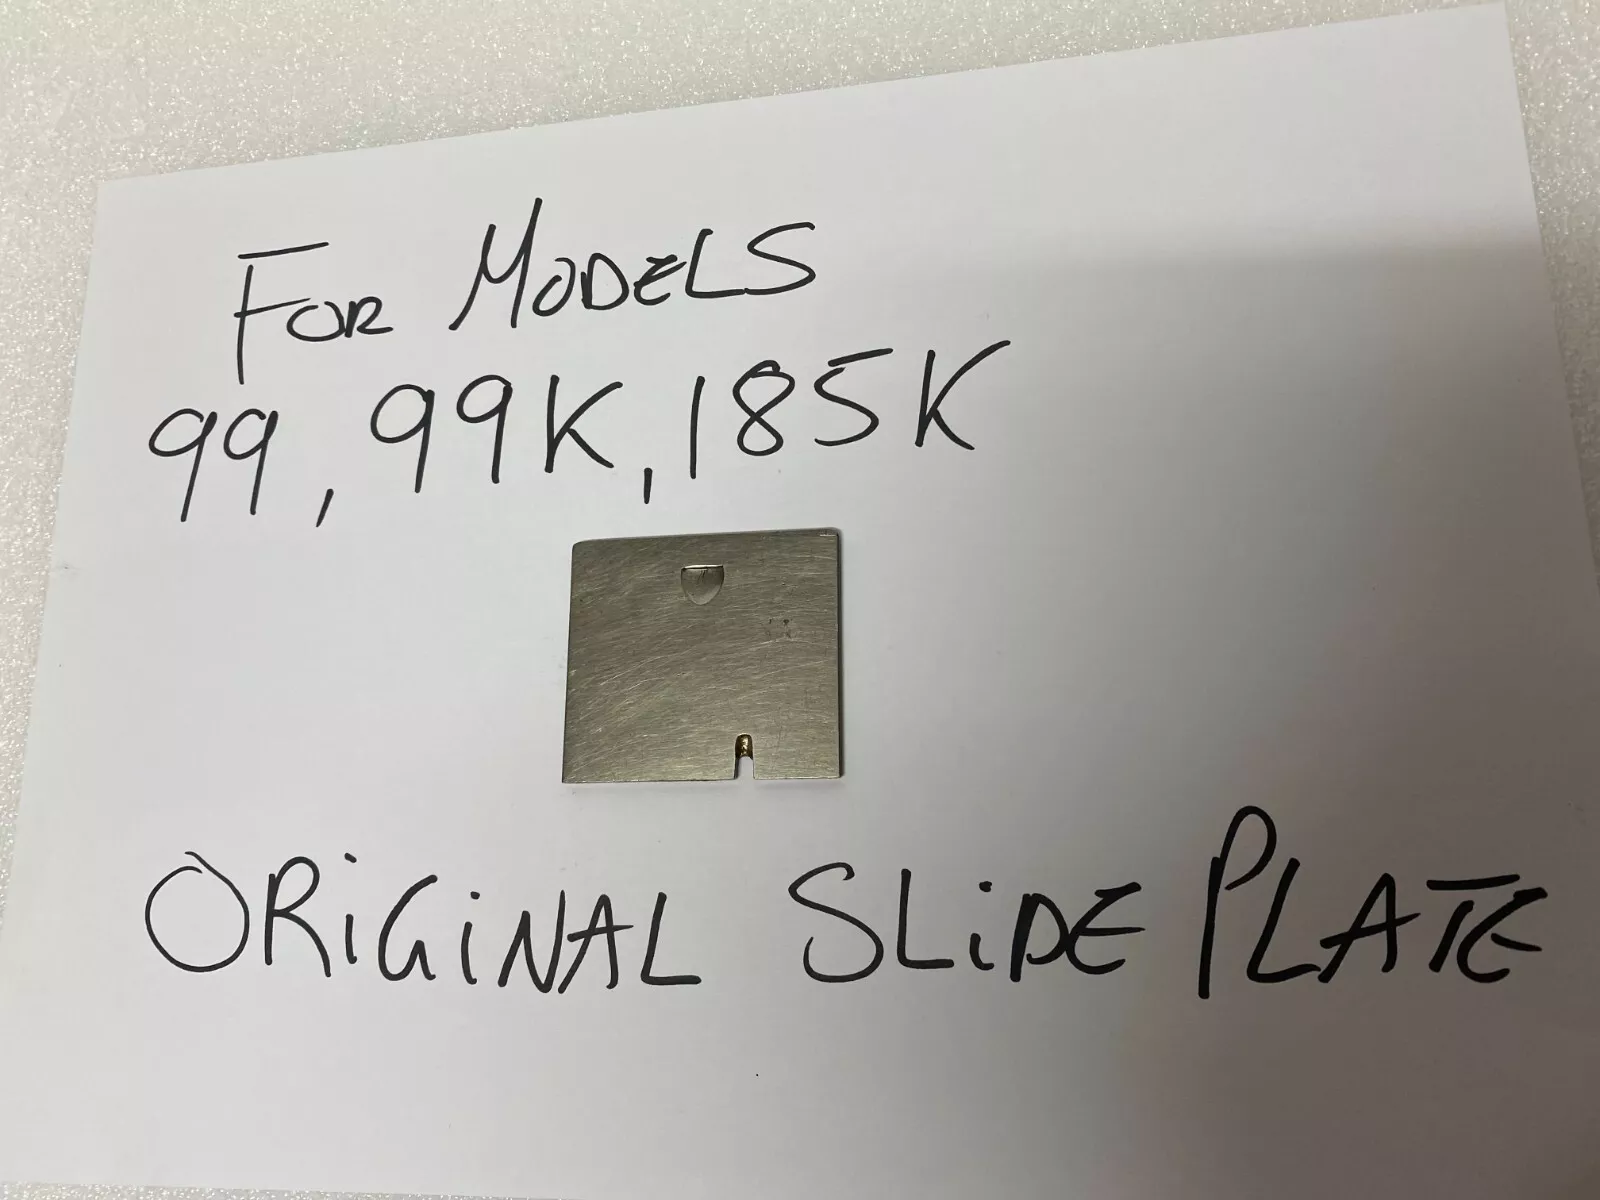 FOR MODELS
99, 99K, 185K
ORiGiNAL SLiDE PLATE